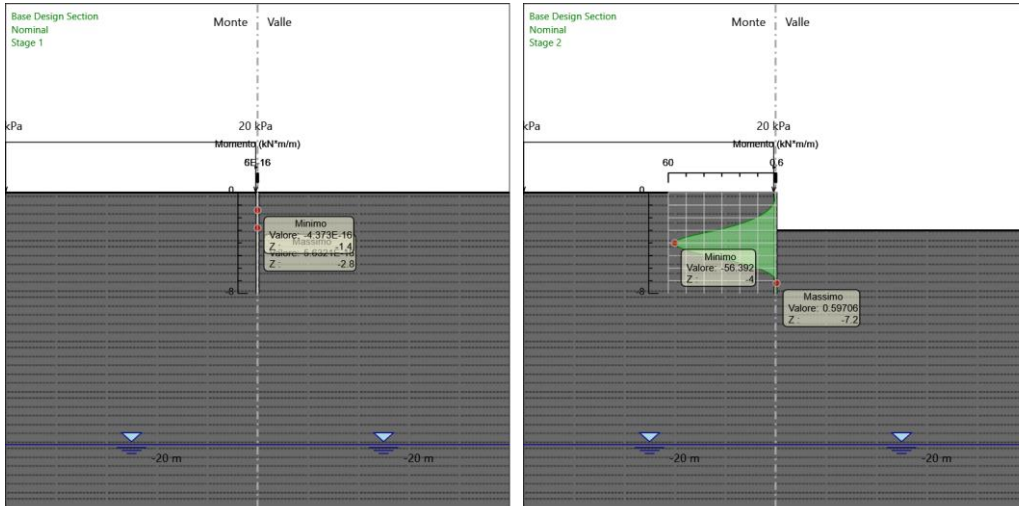 Base Design Section
Nominal
Stage 1
Monte
Valle
kPa
20 kPa
Momento (kN*m/m)
6E-16
0
Minimo
Valore: -4.373E-16
Z : -1.4
Massimo
Z : -2.8
-8
-20 m
-20 m
Base Design Section
Nominal
Stage 2
Monte
Valle
20 kPa
Momento (kN*m/m)
60
0.6
0
Minimo
Valore: -56.392
Z : -4
-8
Massimo
Valore: 0.59706
Z : -7.2
-20 m
-20 m